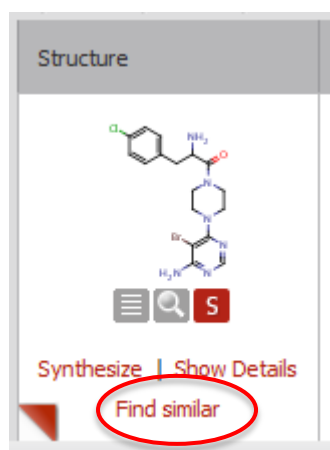 Structure
Cl
NH2
O
N
N
Br
N
H2N
N
S
Synthesize | Show Details
Find similar